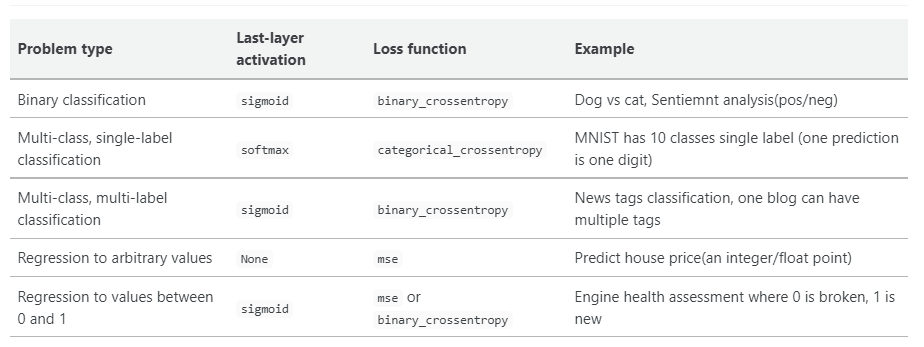 Problem type Last-layer activation Loss function Example
Binary classification sigmoid binary_crossentropy Dog vs cat, Sentiemnt analysis(pos/neg)
Multi-class, single-label classification softmax categorical_crossentropy MNIST has 10 classes single label (one prediction is one digit)
Multi-class, multi-label classification sigmoid binary_crossentropy News tags classification, one blog can have multiple tags
Regression to arbitrary values None mse Predict house price(an integer/float point)
Regression to values between 0 and 1 sigmoid mse or binary_crossentropy Engine health assessment where 0 is broken, 1 is new